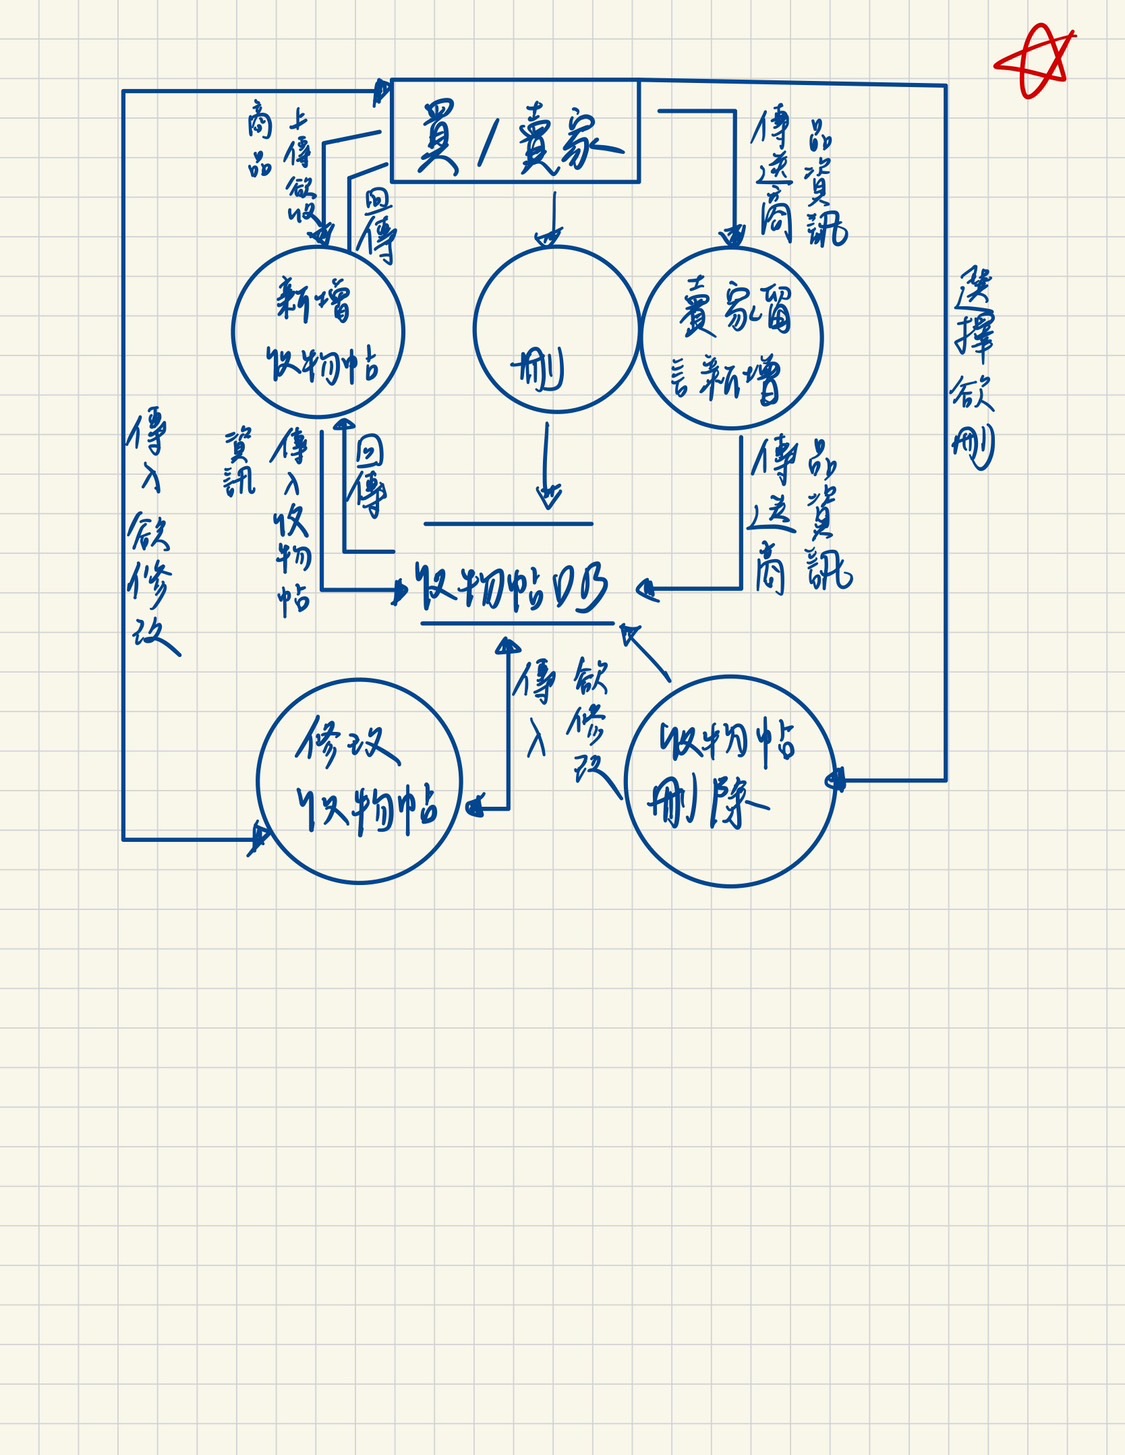 買/賣家
上傳欲收
商品
回傳
傳送商
品資訊
新增
收物帖
刪
賣家留
言新增
選擇欲刪
傳入欲修改
傳入收物帖
資訊
回傳
傳送商
品資訊
收物帖DB
傳入
欲修改
修改
收物帖
收物帖
刪除